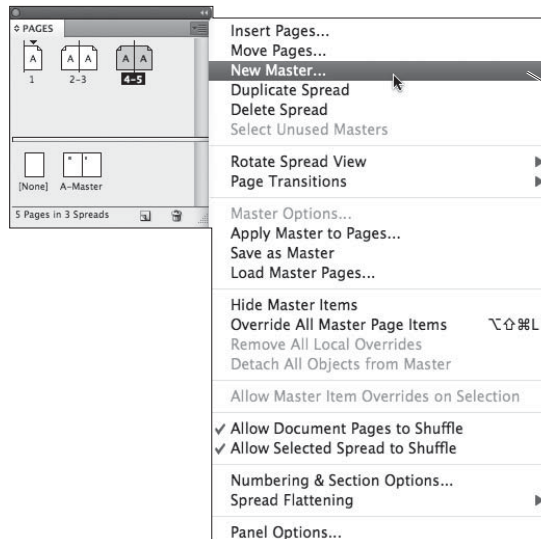 PAGES
A
A A
A A
1
2-3
4-5
[None]
A-Master
5 Pages in 3 Spreads
Insert Pages...
Move Pages...
New Master...
Duplicate Spread
Delete Spread
Select Unused Masters
Rotate Spread View
Page Transitions
Master Options...
Apply Master to Pages...
Save as Master
Load Master Pages...
Hide Master Items
Override All Master Page Items ⌥⇧⌘L
Remove All Local Overrides
Detach All Objects from Master
Allow Master Item Overrides on Selection
✓ Allow Document Pages to Shuffle
✓ Allow Selected Spread to Shuffle
Numbering & Section Options...
Spread Flattening
Panel Options...